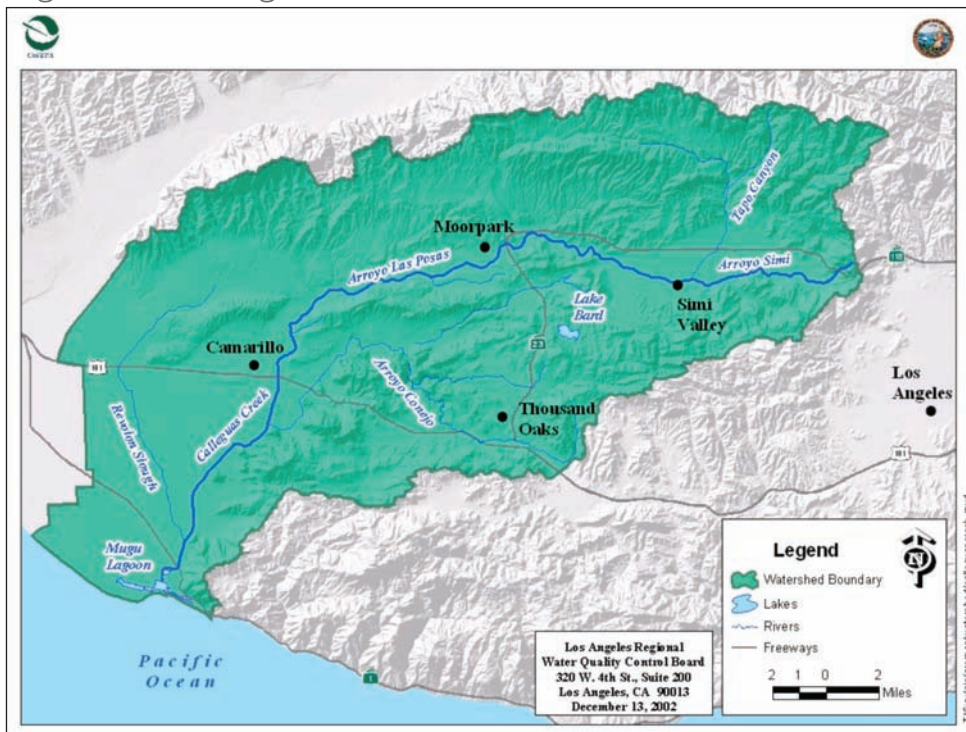 Cal/EPA
Tapo Canyon
Moorpark
Arroyo Las Posas
Arroyo Simi
118
Lake
Bard
Simi
Valley
Camarillo
23
101
Los
Angeles
Arroyo Conejo
Thousand
Oaks
Revolon Slough
Calleguas Creek
101
Mugu
Lagoon
Pacific
Ocean
1
Legend
N
Watershed Boundary
Lakes
Rivers
Freeways
2 1 0 2
Miles
Los Angeles Regional
Water Quality Control Board
320 W. 4th St., Suite 200
Los Angeles, CA 90013
December 13, 2002